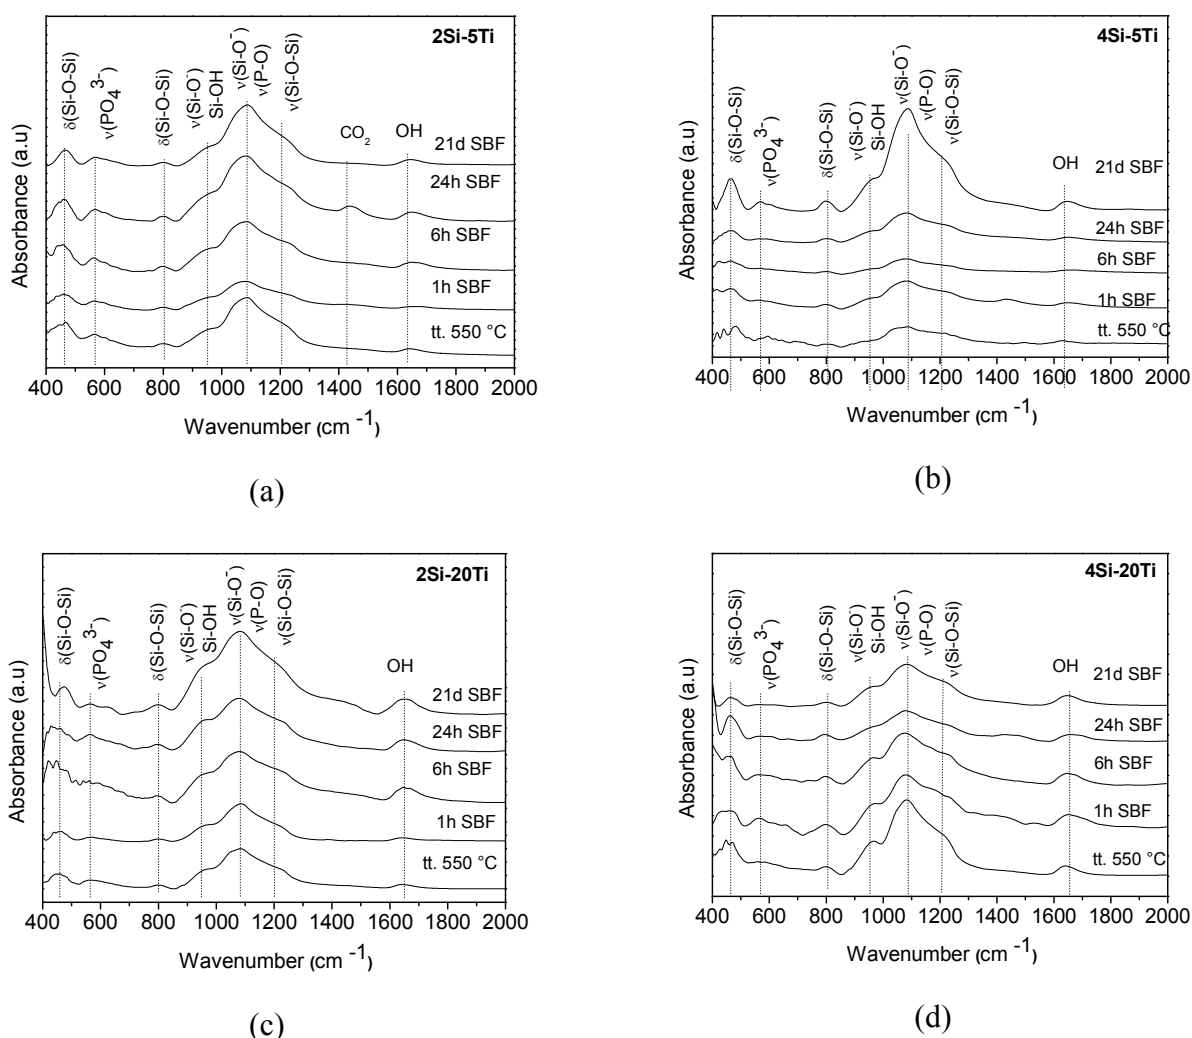 2Si-5Ti
δ(Si-O-Si)
ν(PO4 3-)
δ(Si-O-Si)
ν(Si-O-)
Si-OH
ν(Si-O-)
ν(P-O)
ν(Si-O-Si)
CO2
OH
21d SBF
24h SBF
6h SBF
1h SBF
tt. 550 °C
Absorbance (a.u)
400 600 800 1000 1200 1400 1600 1800 2000
Wavenumber (cm -1)
(a)
4Si-5Ti
δ(Si-O-Si)
ν(PO4 3-)
δ(Si-O-Si)
ν(Si-O-)
Si-OH
ν(Si-O-)
ν(P-O)
ν(Si-O-Si)
OH
21d SBF
24h SBF
6h SBF
1h SBF
tt. 550 °C
Absorbance (a.u)
400 600 800 1000 1200 1400 1600 1800 2000
Wavenumber (cm -1)
(b)
2Si-20Ti
δ(Si-O-Si)
ν(PO4 3-)
δ(Si-O-Si)
ν(Si-O-)
Si-OH
ν(Si-O-)
ν(P-O)
ν(Si-O-Si)
OH
21d SBF
24h SBF
6h SBF
1h SBF
tt. 550 °C
Absorbance (a.u)
400 600 800 1000 1200 1400 1600 1800 2000
Wavenumber (cm -1)
(c)
4Si-20Ti
δ(Si-O-Si)
ν(PO4 3-)
δ(Si-O-Si)
ν(Si-O-)
Si-OH
ν(Si-O-)
ν(P-O)
ν(Si-O-Si)
OH
21d SBF
24h SBF
6h SBF
1h SBF
tt. 550 °C
Absorbance (a.u)
400 600 800 1000 1200 1400 1600 1800 2000
Wavenumber (cm -1)
(d)